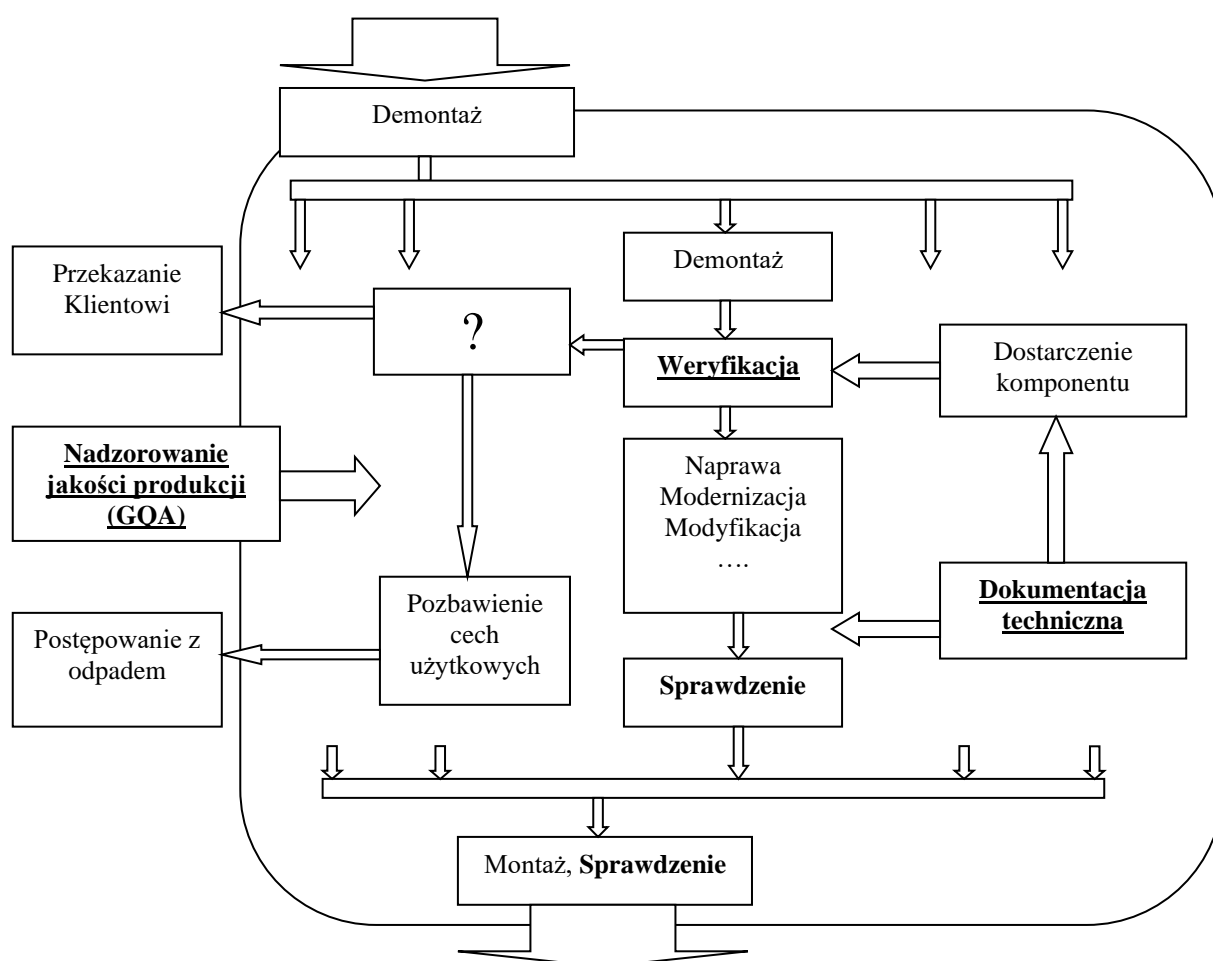 Demontaż
Demontaż
Przekazanie
Klientowi
?
Weryfikacja
Dostarczenie
komponentu
Nadzorowanie
jakości produkcji
(GQA)
Naprawa
Modernizacja
Modyfikacja
….
Pozbawienie
cech
użytkowych
Dokumentacja
techniczna
Postępowanie z
odpadem
Sprawdzenie
Montaż, Sprawdzenie